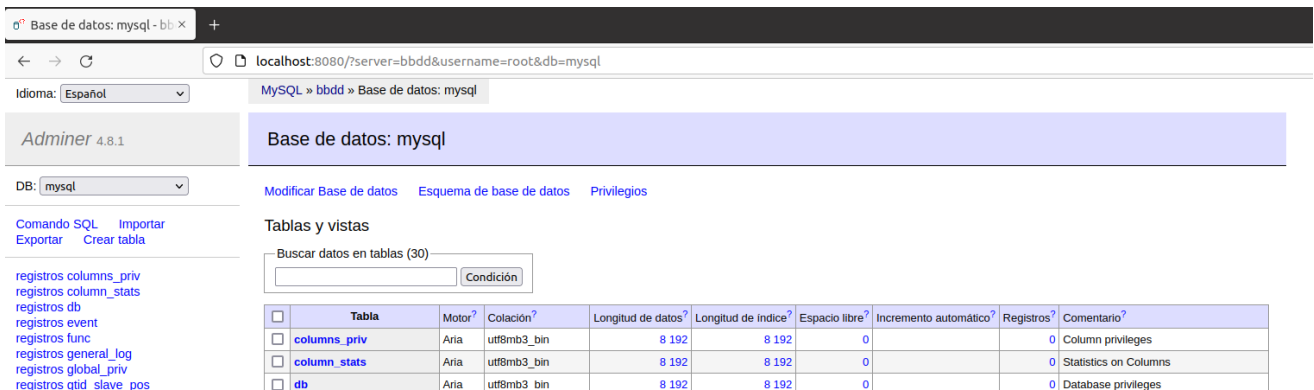 Base de datos: mysql - bb × +
localhost:8080/?server=bbdd&username=root&db=mysql
Idioma: Español
MySQL » bbdd » Base de datos: mysql
Adminer 4.8.1
Base de datos: mysql
DB: mysql
Modificar Base de datos Esquema de base de datos Privilegios
Comando SQL Importar
Exportar Crear tabla
Tablas y vistas
Buscar datos en tablas (30)
Condición
registros columns_priv
registros column_stats
registros db
registros event
registros func
registros general_log
registros global_priv
registros gtid_slave_pos
Tabla Motor? Colación? Longitud de datos? Longitud de índice? Espacio libre? Incremento automático? Registros? Comentario?
columns_priv Aria utf8mb3_bin 8 192 8 192 0 0 Column privileges
column_stats Aria utf8mb3_bin 8 192 8 192 0 0 Statistics on Columns
db Aria utf8mb3_bin 8 192 8 192 0 0 Database privileges